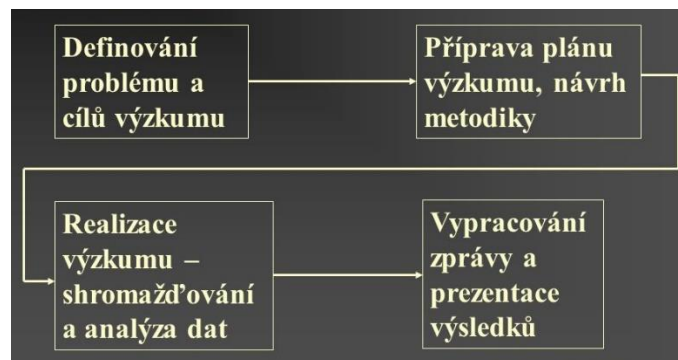 Definování
problému a
cílů výzkumu
Příprava plánu
výzkumu, návrh
metodiky
Realizace
výzkumu –
shromažďování
a analýza dat
Vypracování
zprávy a
prezentace
výsledků